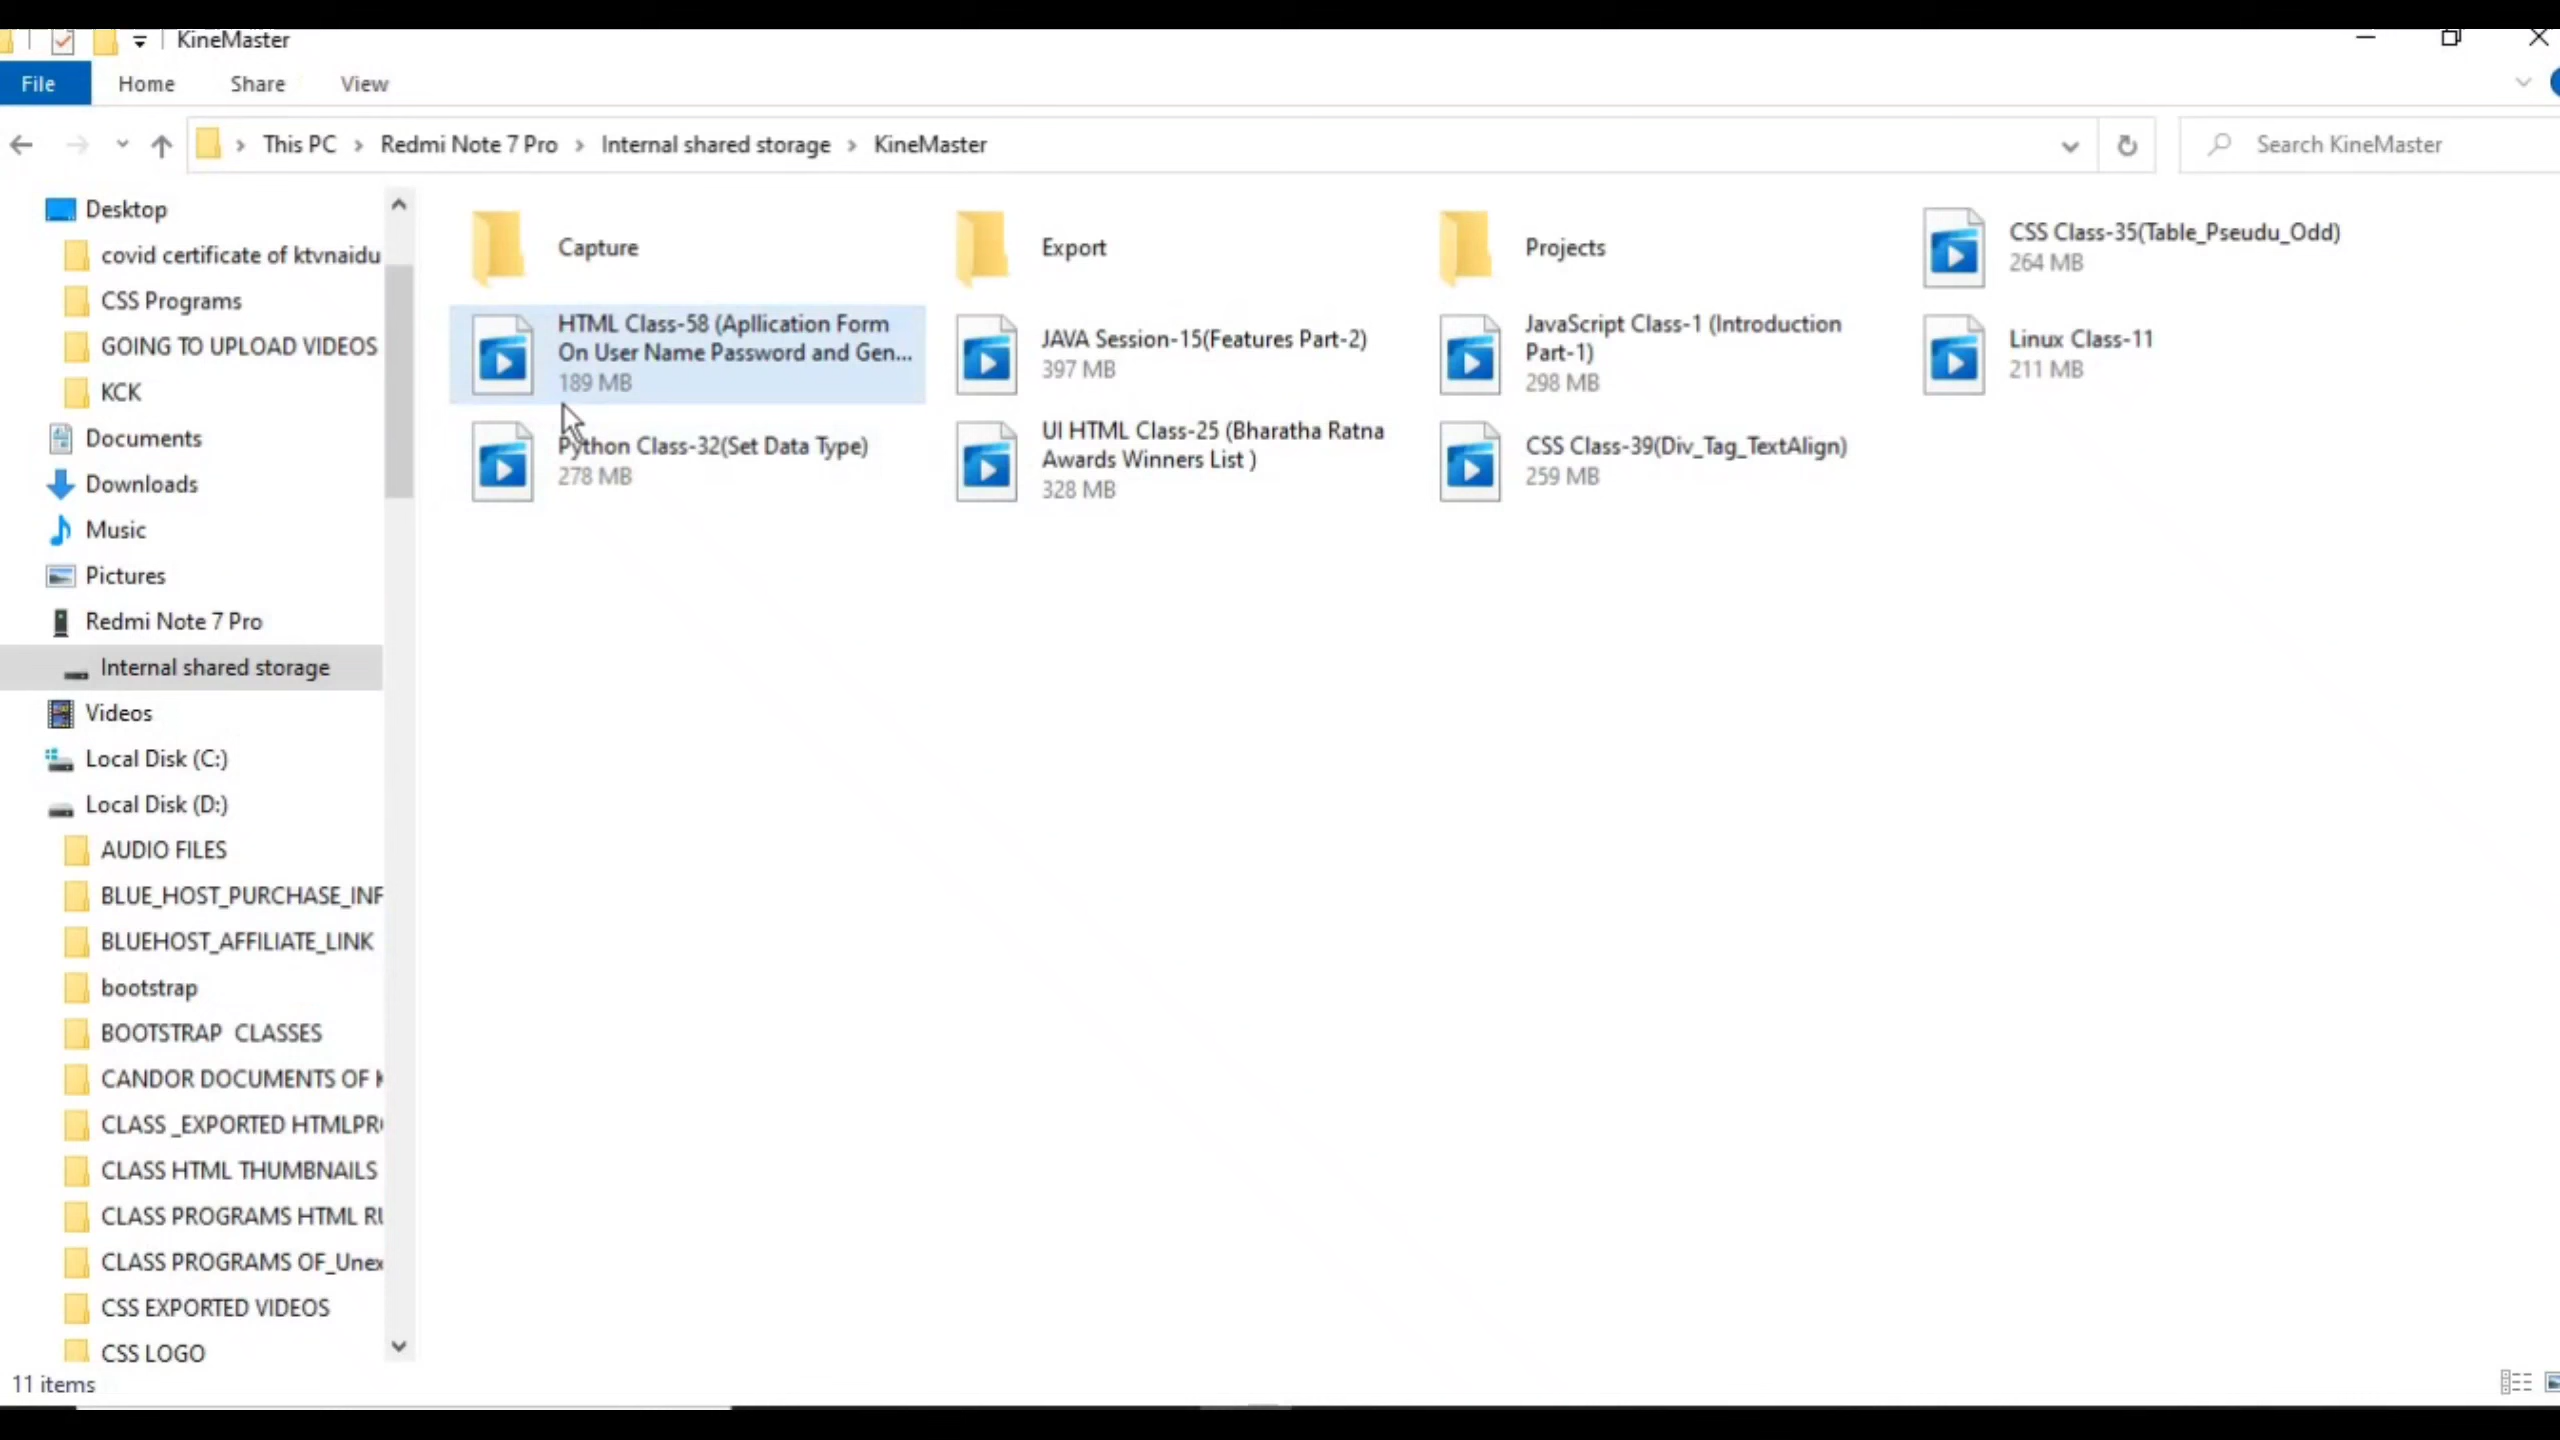 KineMaster
File Home Share View
This PC Redmi Note 7 Pro Internal shared storage KineMaster
Search KineMaster
Desktop
covid certificate of ktvnaidu
CSS Programs
GOING TO UPLOAD VIDEOS
KCK
Documents
Downloads
Music
Pictures
Redmi Note 7 Pro
Internal shared storage
Videos
Local Disk (C:)
Local Disk (D:)
AUDIO FILES
BLUE_HOST_PURCHASE_INF
BLUEHOST_AFFILIATE_LINK
bootstrap
BOOTSTRAP CLASSES
CANDOR DOCUMENTS OF
CLASS _EXPORTED HTMLPR
CLASS HTML THUMBNAILS
CLASS PROGRAMS HTML RU
CLASS PROGRAMS OF_Unex
CSS EXPORTED VIDEOS
CSS LOGO
Capture
Export
Projects
CSS Class-35(Table_Pseudu_Odd)
264 MB
HTML Class-58 (Apllication Form
On User Name Password and Gen...
189 MB
JAVA Session-15(Features Part-2)
397 MB
JavaScript Class-1 (Introduction
Part-1)
298 MB
Linux Class-11
211 MB
Python Class-32(Set Data Type)
278 MB
UI HTML Class-25 (Bharatha Ratna
Awards Winners List )
328 MB
CSS Class-39(Div_Tag_TextAlign)
259 MB
11 items